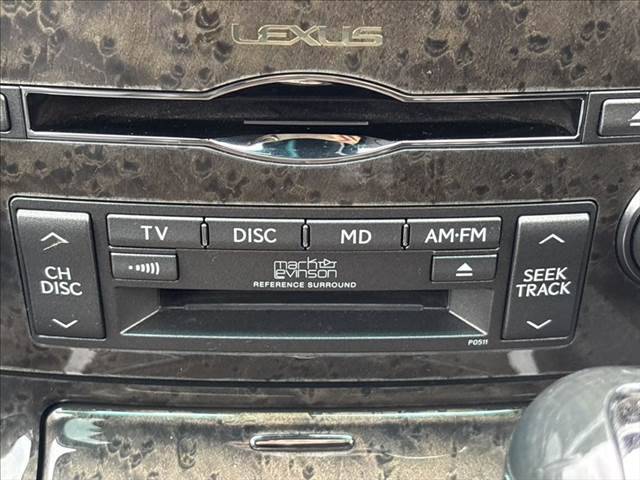 LEXUS
TV
DISC
MD
AM•FM
CH
DISC
mark
levinson
REFERENCE SURROUND
SEEK
TRACK
P0511